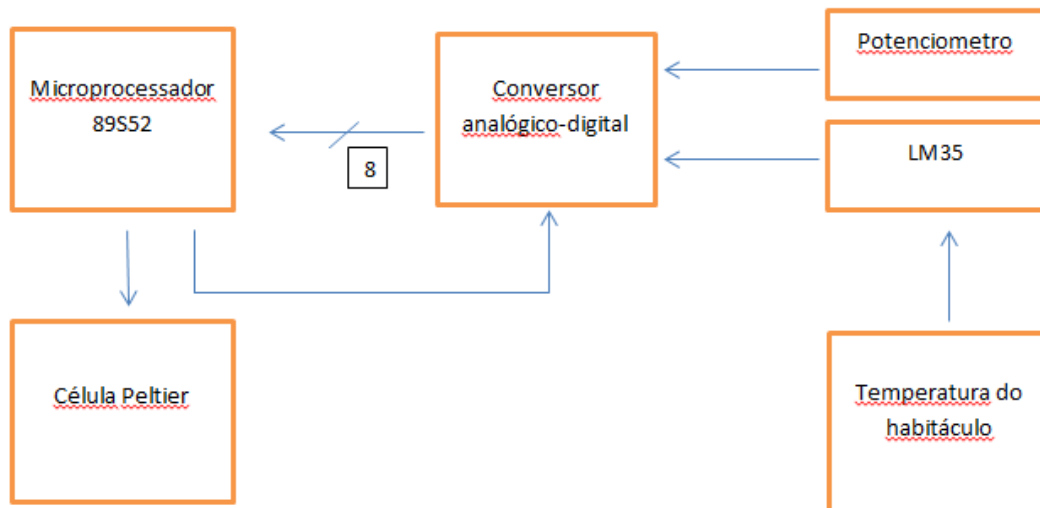 Microprocessador
89S52
8
Conversor
analógico-digital
Potenciometro
LM35
Célula Peltier
Temperatura do
habitáculo